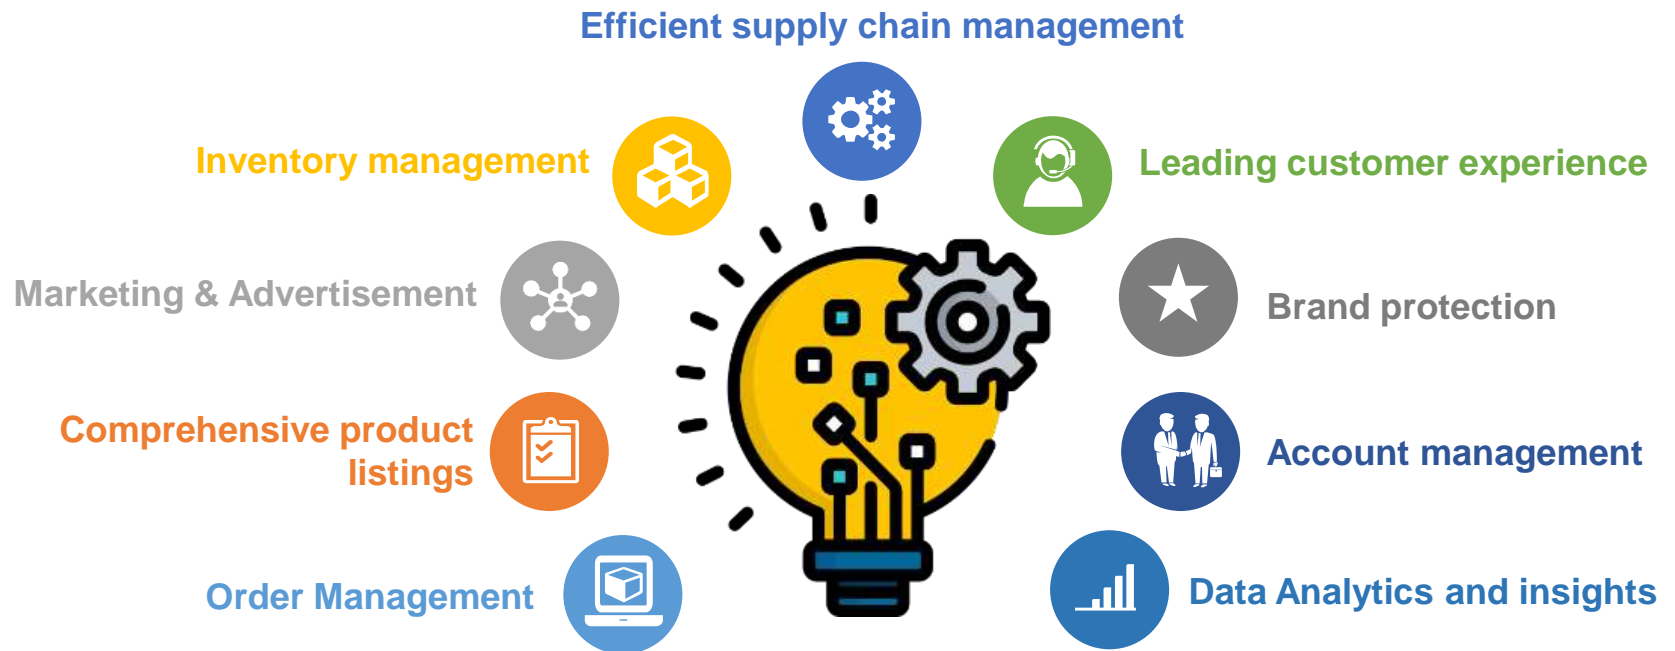 Efficient supply chain management
Inventory management
Leading customer experience
Marketing & Advertisement
Brand protection
Comprehensive product
listings
Account management
Order Management
Data Analytics and insights